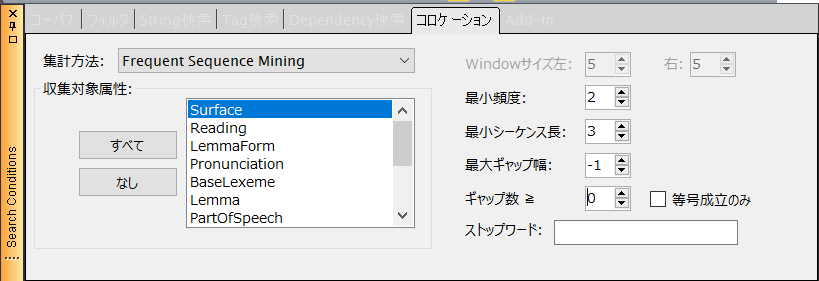 コーパス フィルタ String検索 Tag検索 Dependency検索 コロケーション Add-in
集計方法: Frequent Sequence Mining
収集対象属性:
すべて
なし
Surface
Reading
LemmaForm
Pronunciation
BaseLexeme
Lemma
PartOfSpeech
Windowサイズ左: 5 右: 5
最小頻度: 2
最小シーケンス長: 3
最大ギャップ幅: -1
ギャップ数 ≧ 0 等号成立のみ
ストップワード:
Search Conditions